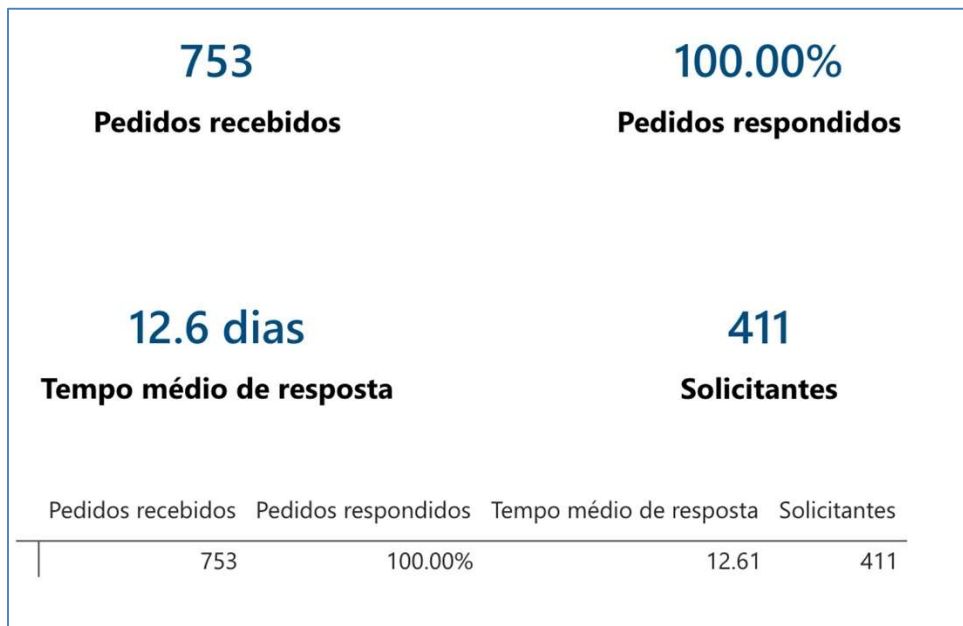 753
100.00%
Pedidos recebidos
Pedidos respondidos
12.6 dias
411
Tempo médio de resposta
Solicitantes
Pedidos recebidos Pedidos respondidos Tempo médio de resposta Solicitantes
753 100.00% 12.61 411